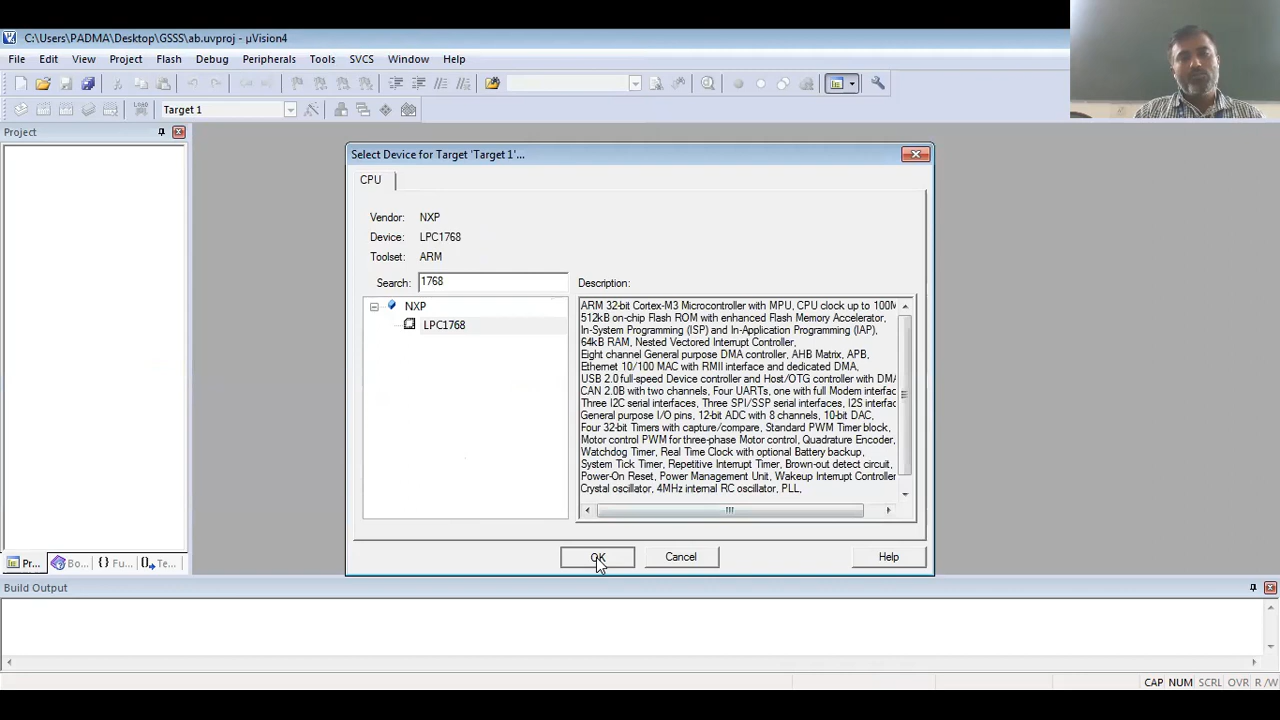 C:\Users\PADMA\Desktop\GSSS\ab.uvproj - µVision4
File Edit View Project Flash Debug Peripherals Tools SVCS Window Help
LOAD Target 1
Project
Select Device for Target 'Target 1'...
CPU
Vendor: NXP
Device: LPC1768
Toolset: ARM
Search: 1768
Description:
NXP
LPC1768
ARM 32-bit Cortex-M3 Microcontroller with MPU, CPU clock up to 100M
512kB on-chip Flash ROM with enhanced Flash Memory Accelerator,
In-System Programming (ISP) and In-Application Programming (IAP),
64kB RAM, Nested Vectored Interrupt Controller,
Eight channel General purpose DMA controller, AHB Matrix, APB,
Ethernet 10/100 MAC with RMII interface and dedicated DMA,
USB 2.0 full-speed Device controller and Host/OTG controller with DMA
CAN 2.0B with two channels, Four UARTs, one with full Modem interfac
Three I2C serial interfaces, Three SPI/SSP serial interfaces, I2S interfac
General purpose I/O pins, 12-bit ADC with 8 channels, 10-bit DAC,
Four 32-bit Timers with capture/compare, Standard PWM Timer block,
Motor control PWM for three-phase Motor control, Quadrature Encoder,
Watchdog Timer, Real Time Clock with optional Battery backup,
System Tick Timer, Repetitive Interrupt Timer, Brown-out detect circuit,
Power-On Reset, Power Management Unit, Wakeup Interrupt Controller
Crystal oscillator, 4MHz internal RC oscillator, PLL,
OK Cancel Help
Pr... Bo... {} Fu... Te...
Build Output
CAP NUM SCRL OVR R/W